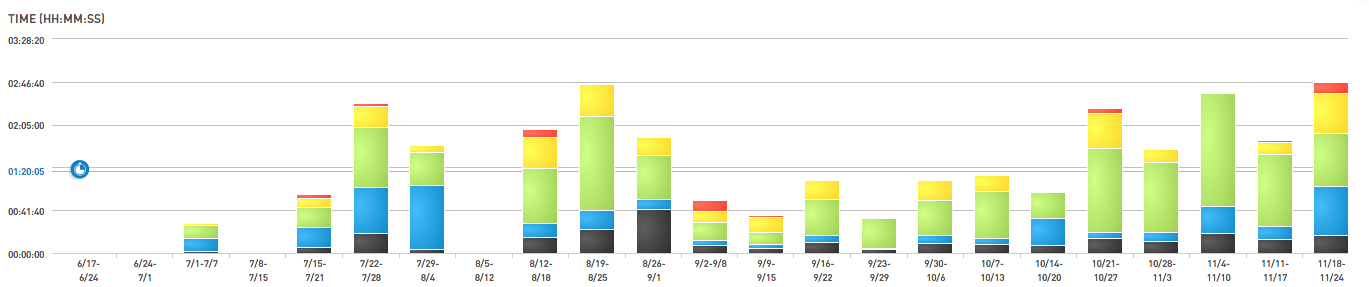 TIME (HH:MM:SS)
03:28:20
02:46:40
02:05:00
01:20:05
00:41:40
00:00:00
6/17- 6/24- 7/1-7/7 7/8- 7/15- 7/22- 7/29- 8/5- 8/12- 8/19- 8/26- 9/2-9/8 9/9- 9/16- 9/23- 9/30- 10/7- 10/14- 10/21- 10/28- 11/4- 11/11- 11/18-
6/24 7/1 7/15 7/21 7/28 8/4 8/12 8/18 8/25 9/1 9/15 9/22 9/29 10/6 10/13 10/20 10/27 11/3 11/10 11/17 11/24